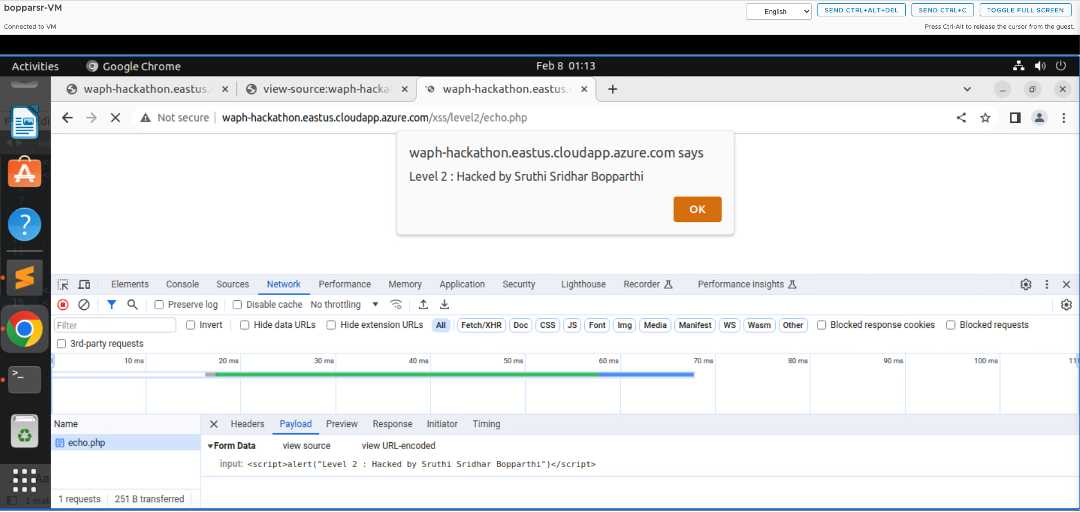 bopparsr-VM
English
SEND CTRL+ALT+DEL
SEND CTRL+C
TOGGLE FULL SCREEN
Connected to VM
Press Ctrl-Alt to release the cursor from the guest.
Activities
Google Chrome
Feb 8 01:13
waph-hackathon.eastus.
view-source:waph-hacka
waph-hackathon.eastus.
Not secure
waph-hackathon.eastus.cloudapp.azure.com/xss/level2/echo.php
waph-hackathon.eastus.cloudapp.azure.com says
Level 2 : Hacked by Sruthi Sridhar Bopparthi
OK
Elements Console Sources Network Performance Memory Application Security Lighthouse Recorder Performance insights
Preserve log Disable cache No throttling
Filter Invert Hide data URLs Hide extension URLs All Fetch/XHR Doc CSS JS Font Img Media Manifest WS Wasm Other Blocked response cookies Blocked requests
3rd-party requests
10 ms 20 ms 30 ms 40 ms 50 ms 60 ms 70 ms 80 ms 90 ms 100 ms
Name Headers Payload Preview Response Initiator Timing
echo.php
Form Data view source view URL-encoded
input: <script>alert("Level 2 : Hacked by Sruthi Sridhar Bopparthi")</script>
1 requests 251 B transferred